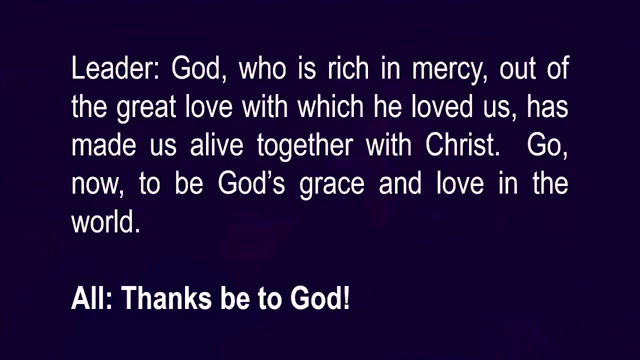 Leader: God, who is rich in mercy, out of
the great love with which he loved us, has
made us alive together with Christ.  Go,
now, to be God's grace and love in the
world.
All: Thanks be to God!